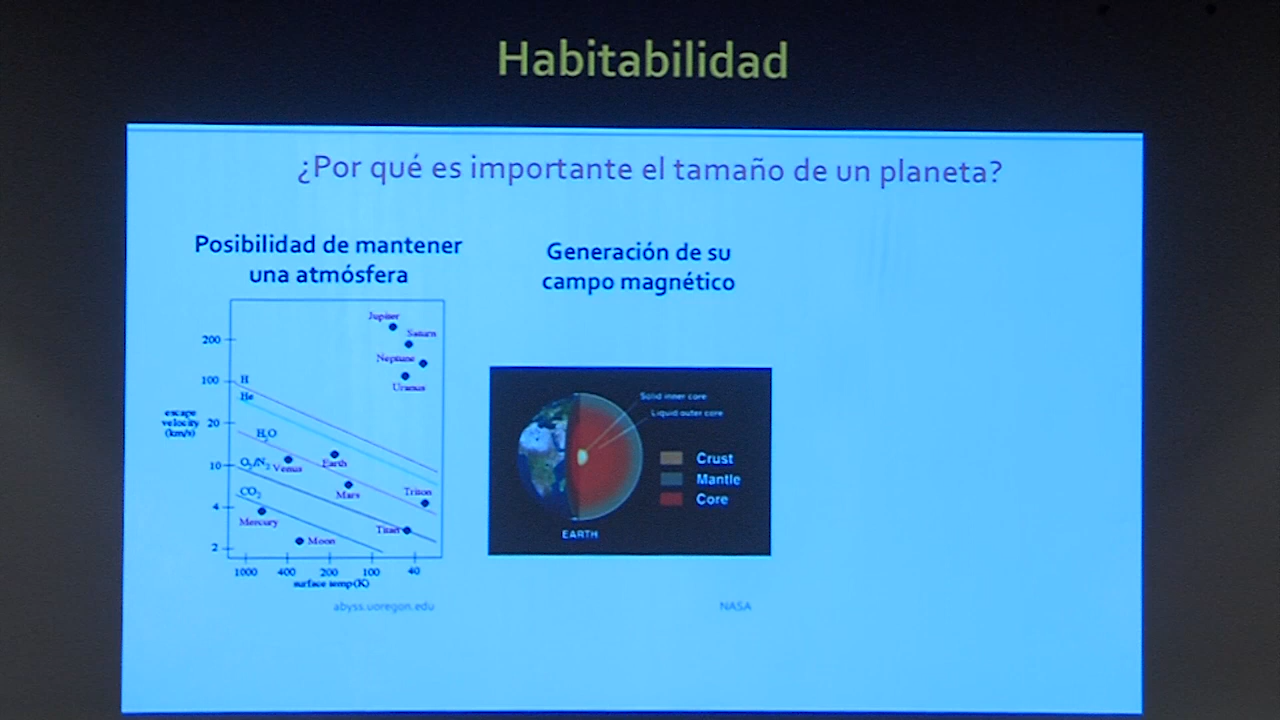 Habitabilidad
¿Por qué es importante el tamaño de un planeta?
Posibilidad de mantener
una atmósfera
Generación de su
campo magnético
Jupiter
Saturn
Neptune
Uranus
200
100
20
10
4
2
escape
velocity
(km/s)
H
He
H2O
O2/N2
CO2
Venus
Earth
Mars
Triton
Mercury
Moon
Titan
1000 400 200 100 40
surface temp(K)
abyss.uoregon.edu
Solid inner core
Liquid outer core
Crust
Mantle
Core
EARTH
NASA